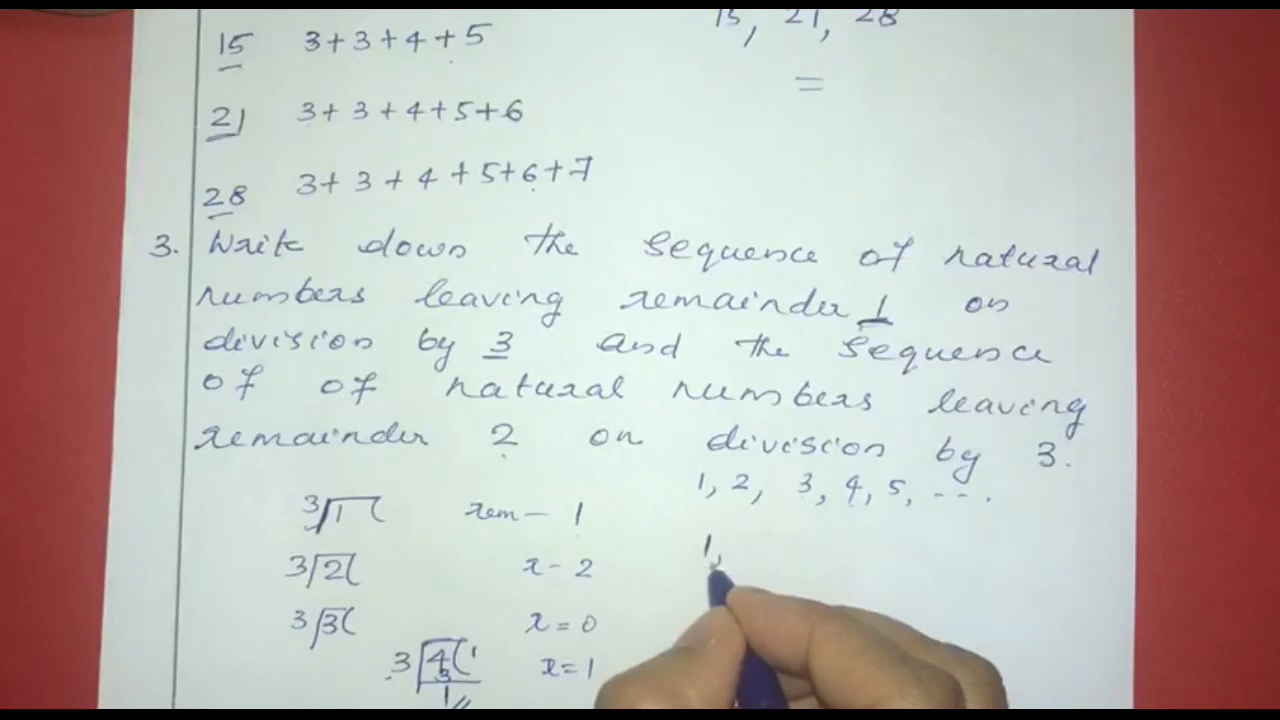 15, 21, 28
15 3+3+4+5
=
21 3+3+4+5+6
28 3+3+4+5+6+7
3. Write down the sequence of natural
numbers leaving remainder 1 on
division by 3 and the sequence
of of natural numbers leaving
remainder 2 on division by 3.
1, 2, 3, 4, 5, ---.
3 1 rem - 1
1,
3 2 r - 2
3 3 r = 0
3 4 1 r = 1
3
1